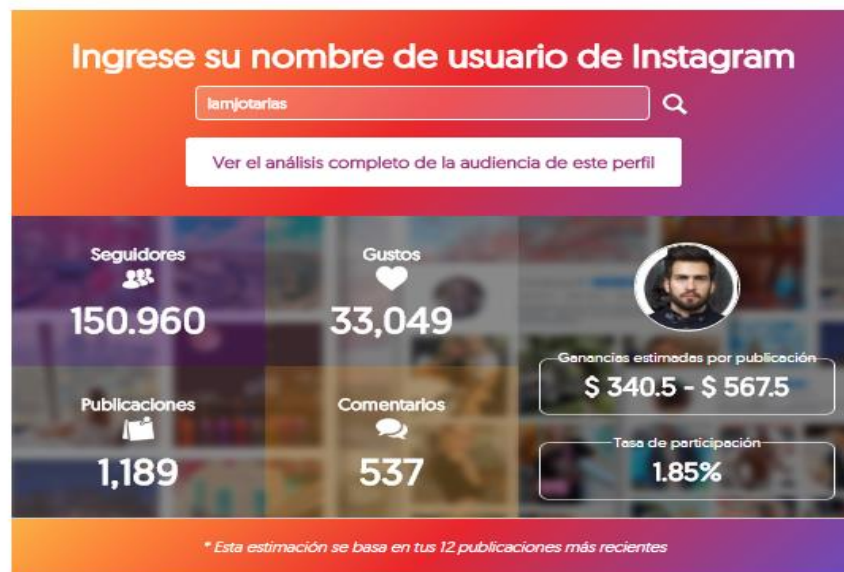 Ingrese su nombre de usuario de Instagram
Iamjotarias
Ver el análisis completo de la audiencia de este perfil
Seguidores
150.960
Gustos
33,049
Publicaciones
1,189
Comentarios
537
Ganancias estimadas por publicación
$ 340.5 - $ 567.5
Tasa de participación
1.85%
* Esta estimación se basa en tus 12 publicaciones más recientes